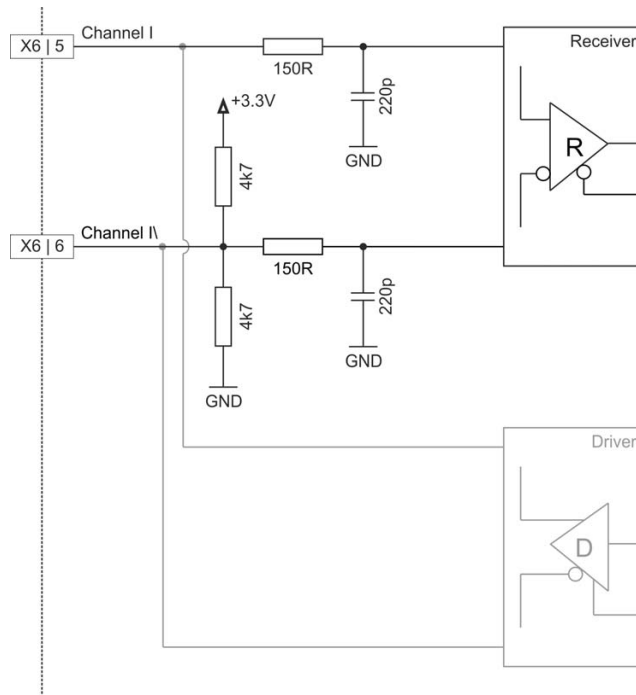 Channel I
X6 | 5
150R
220p
GND
Receiver
R
+3.3V
4k7
Channel I\
X6 | 6
150R
220p
GND
4k7
GND
Driver
D